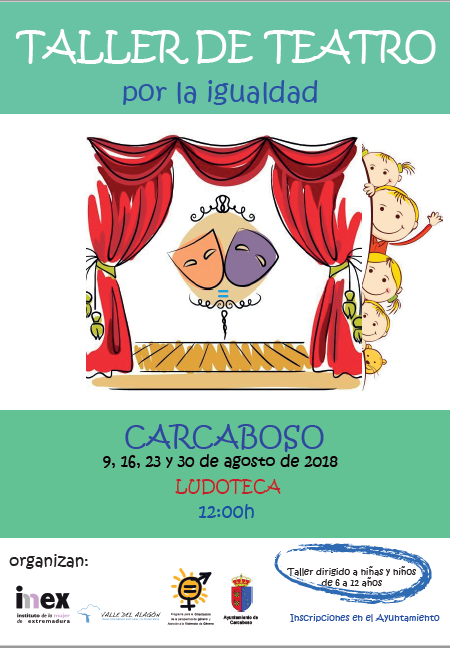 TALLER DE TEATRO
por la igualdad
CARCABOSO
9, 16, 23 y 30 de agosto de 2018
LUDOTECA
12:00h
organizan:
Taller dirigido a niñas y niños
de 6 a 12 años
Inscripciones en el Ayuntamiento
imex
instituto de la mujer
de extremadura
VALLE DEL ALAGÓN
Ayuntamiento de
Carcaboso